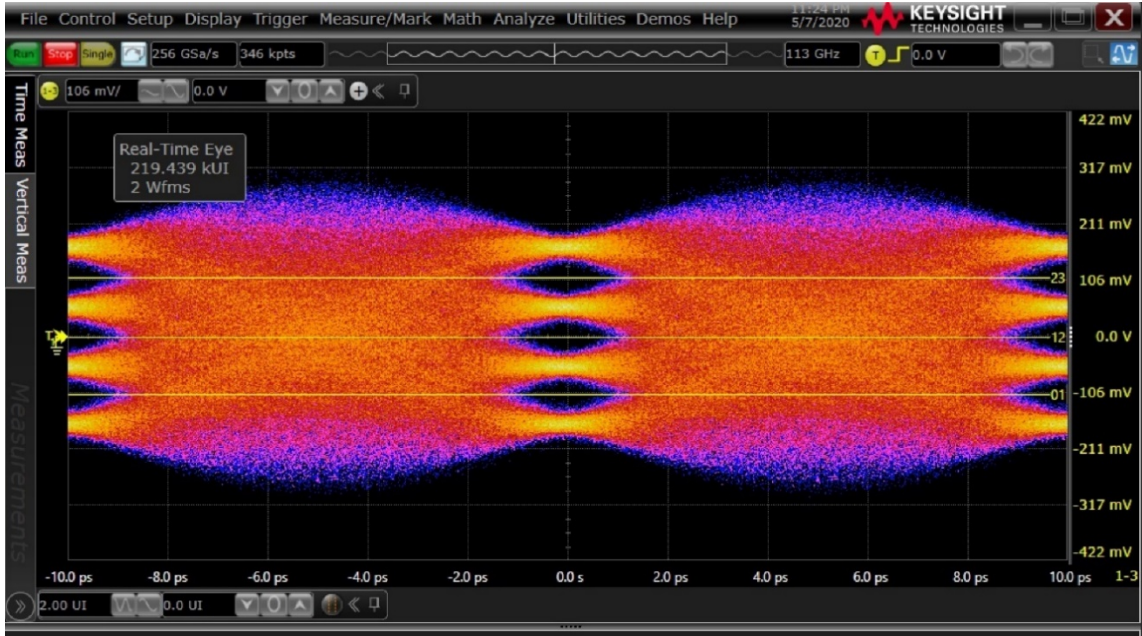 File Control Setup Display Trigger Measure/Mark Math Analyze Utilities Demos Help
11:24 PM
5/7/2020
KEYSIGHT
TECHNOLOGIES
Run Stop Single 256 GSa/s 346 kpts 113 GHz T 0.0 V
1-3 106 mV/ 0.0 V
Time Meas
Vertical Meas
Measurements
Real-Time Eye
219.439 kUI
2 Wfms
422 mV
317 mV
211 mV
23 106 mV
12 0.0 V
01 -106 mV
-211 mV
-317 mV
-422 mV
-10.0 ps -8.0 ps -6.0 ps -4.0 ps -2.0 ps 0.0 s 2.0 ps 4.0 ps 6.0 ps 8.0 ps 10.0 ps 1-3
2.00 UI 0.0 UI